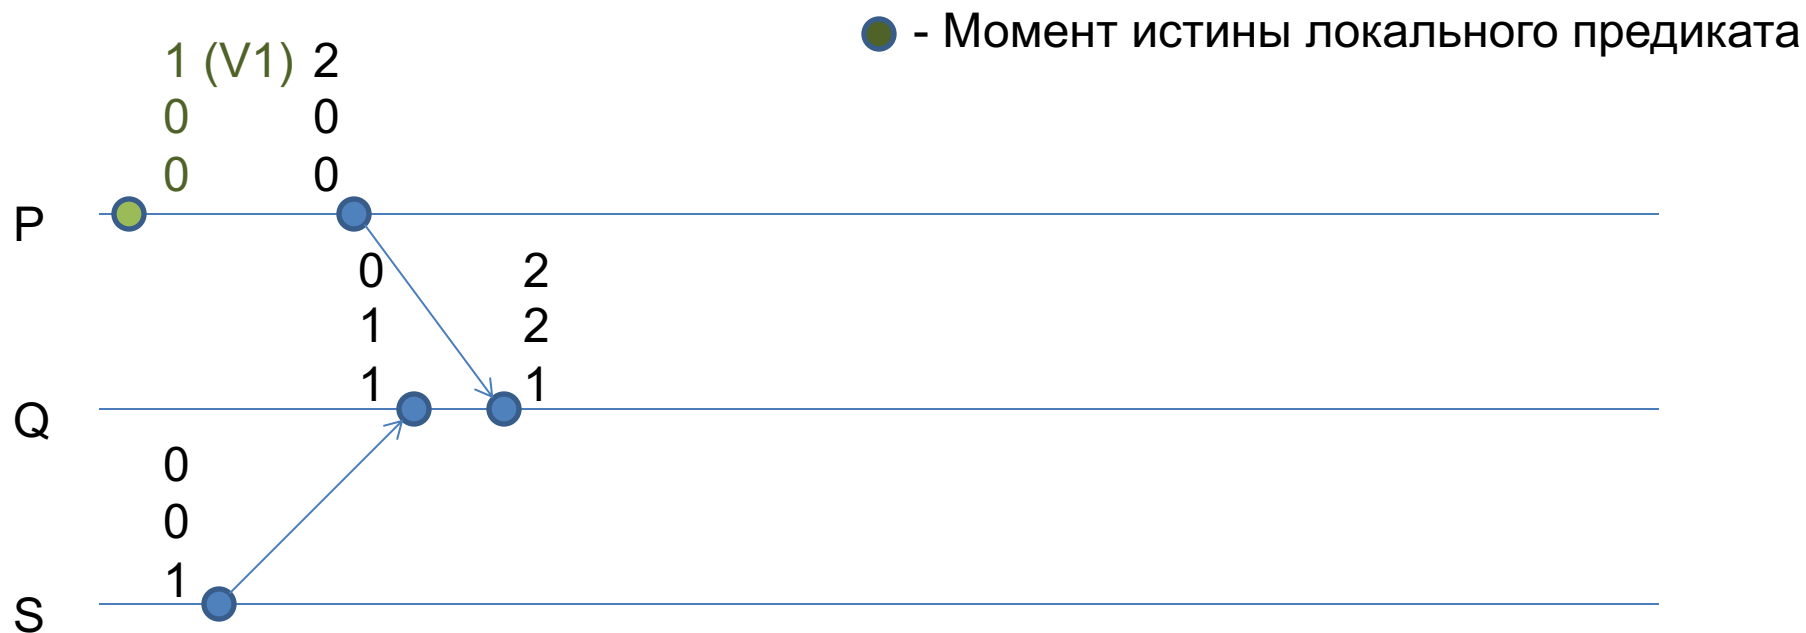 - Момент истины локального предиката
1 (V1) 2
0 0
0 0
P
0 2
1 2
1 1
Q
0
0
1
S